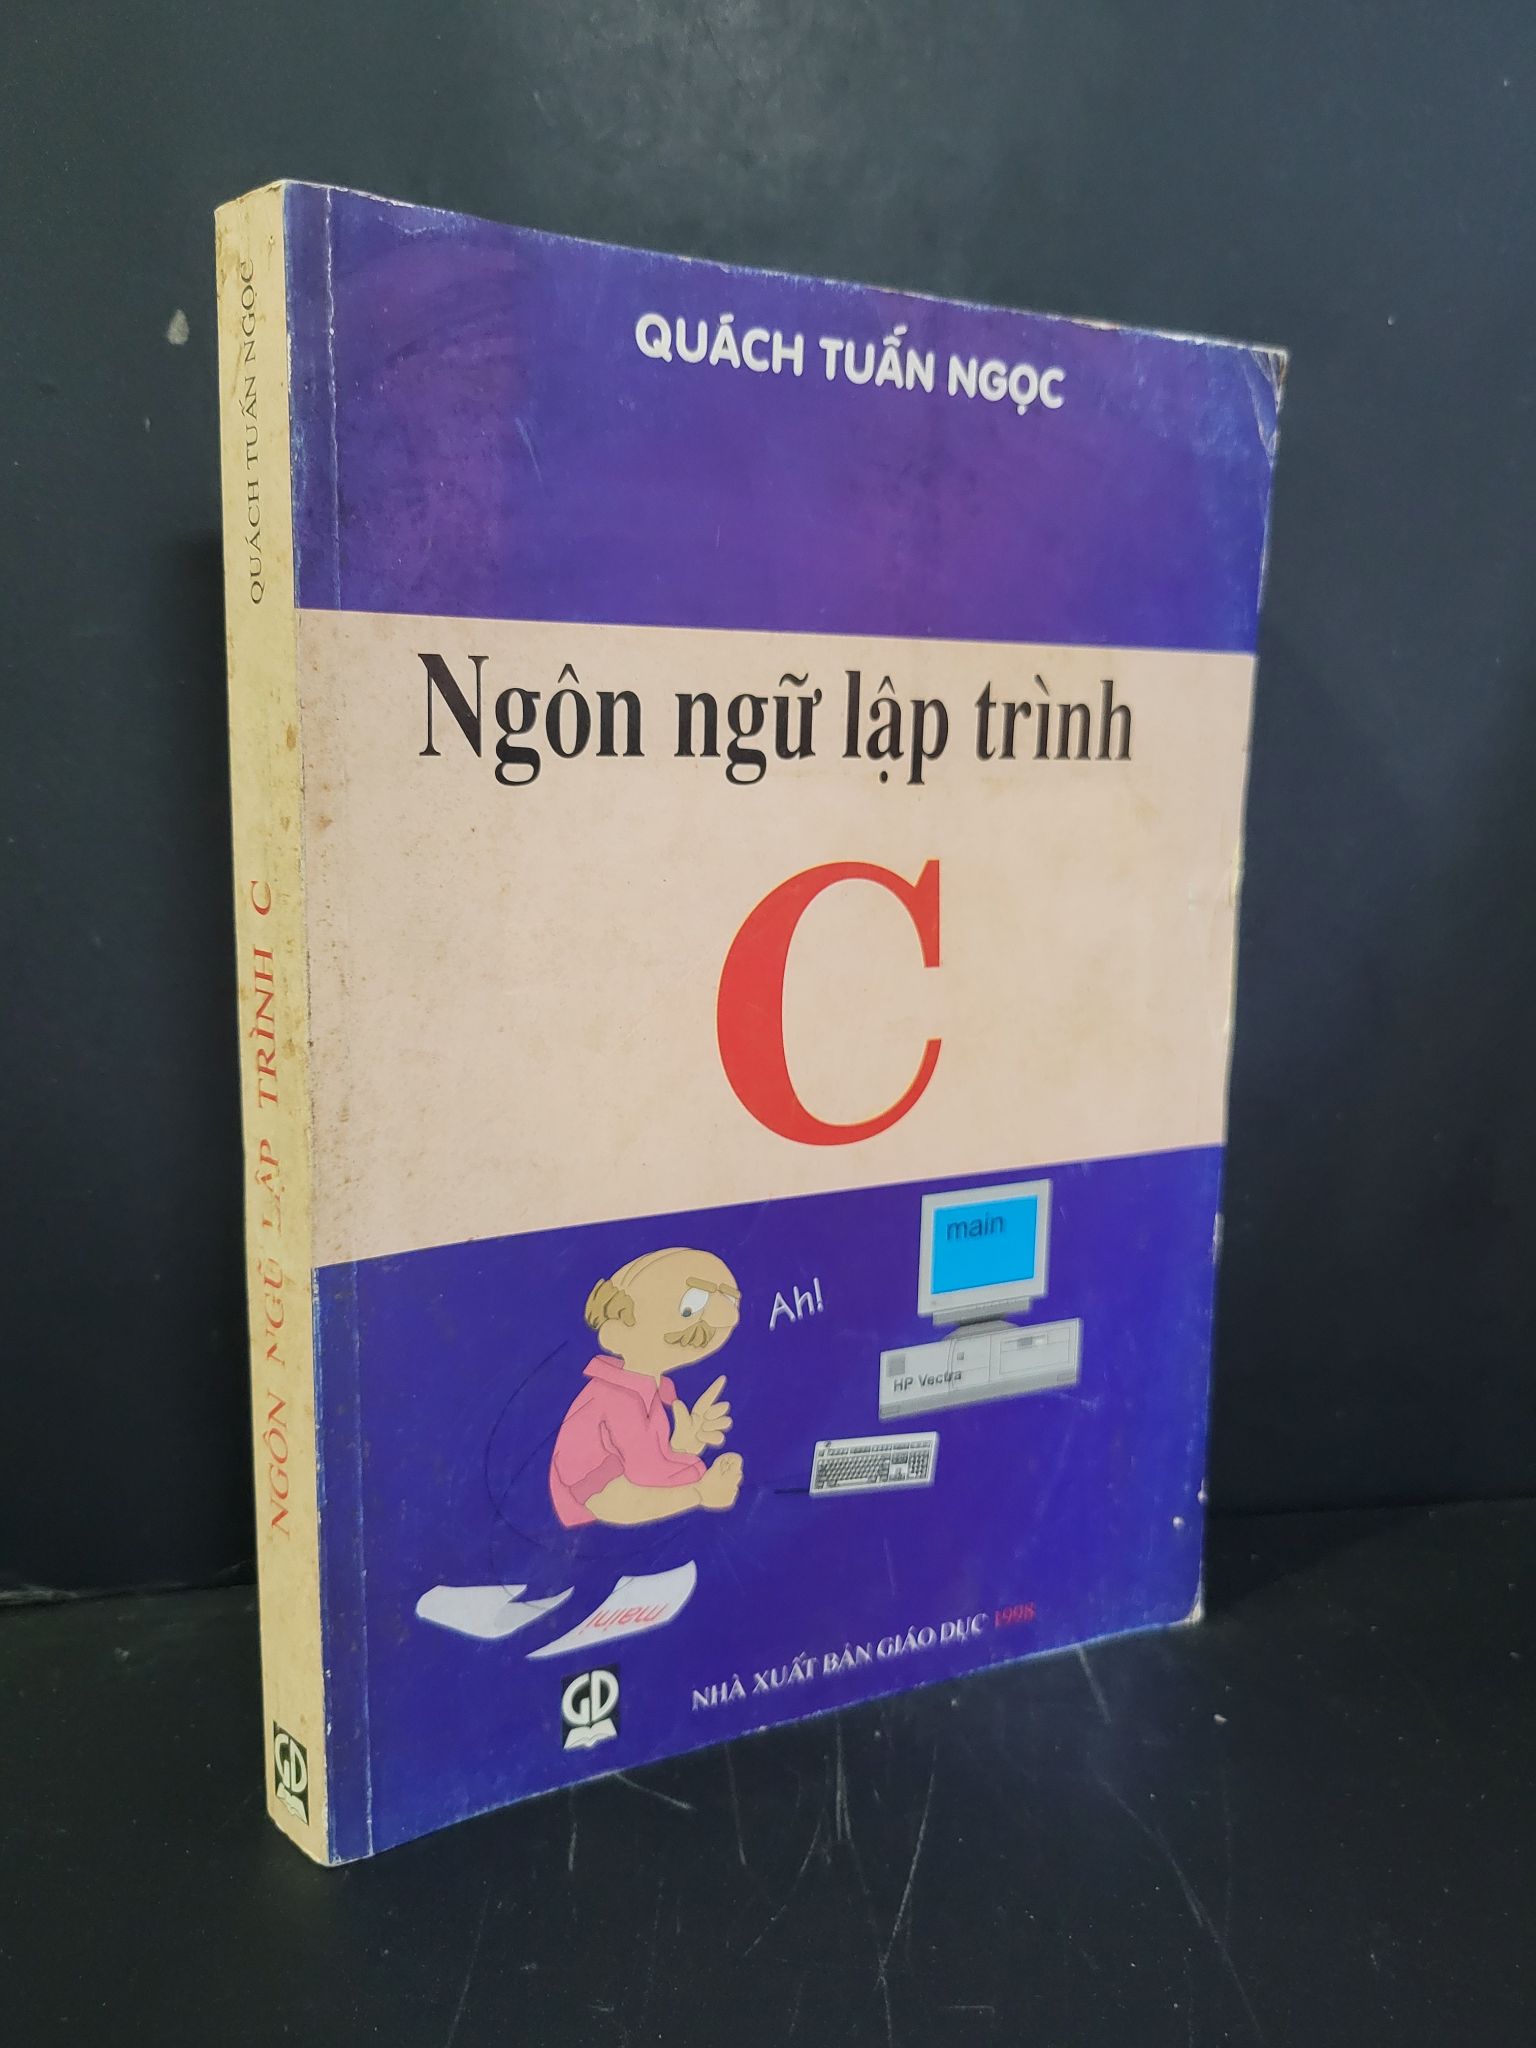 QUÁCH TUẤN NGỌC
NGÔN NGỮ LẬP TRÌNH C
GD
QUÁCH TUẤN NGỌC
Ngôn ngữ lập trình
C
main
Ah!
HP Vectra
main
GD
NHÀ XUẤT BẢN GIÁO DỤC 1998